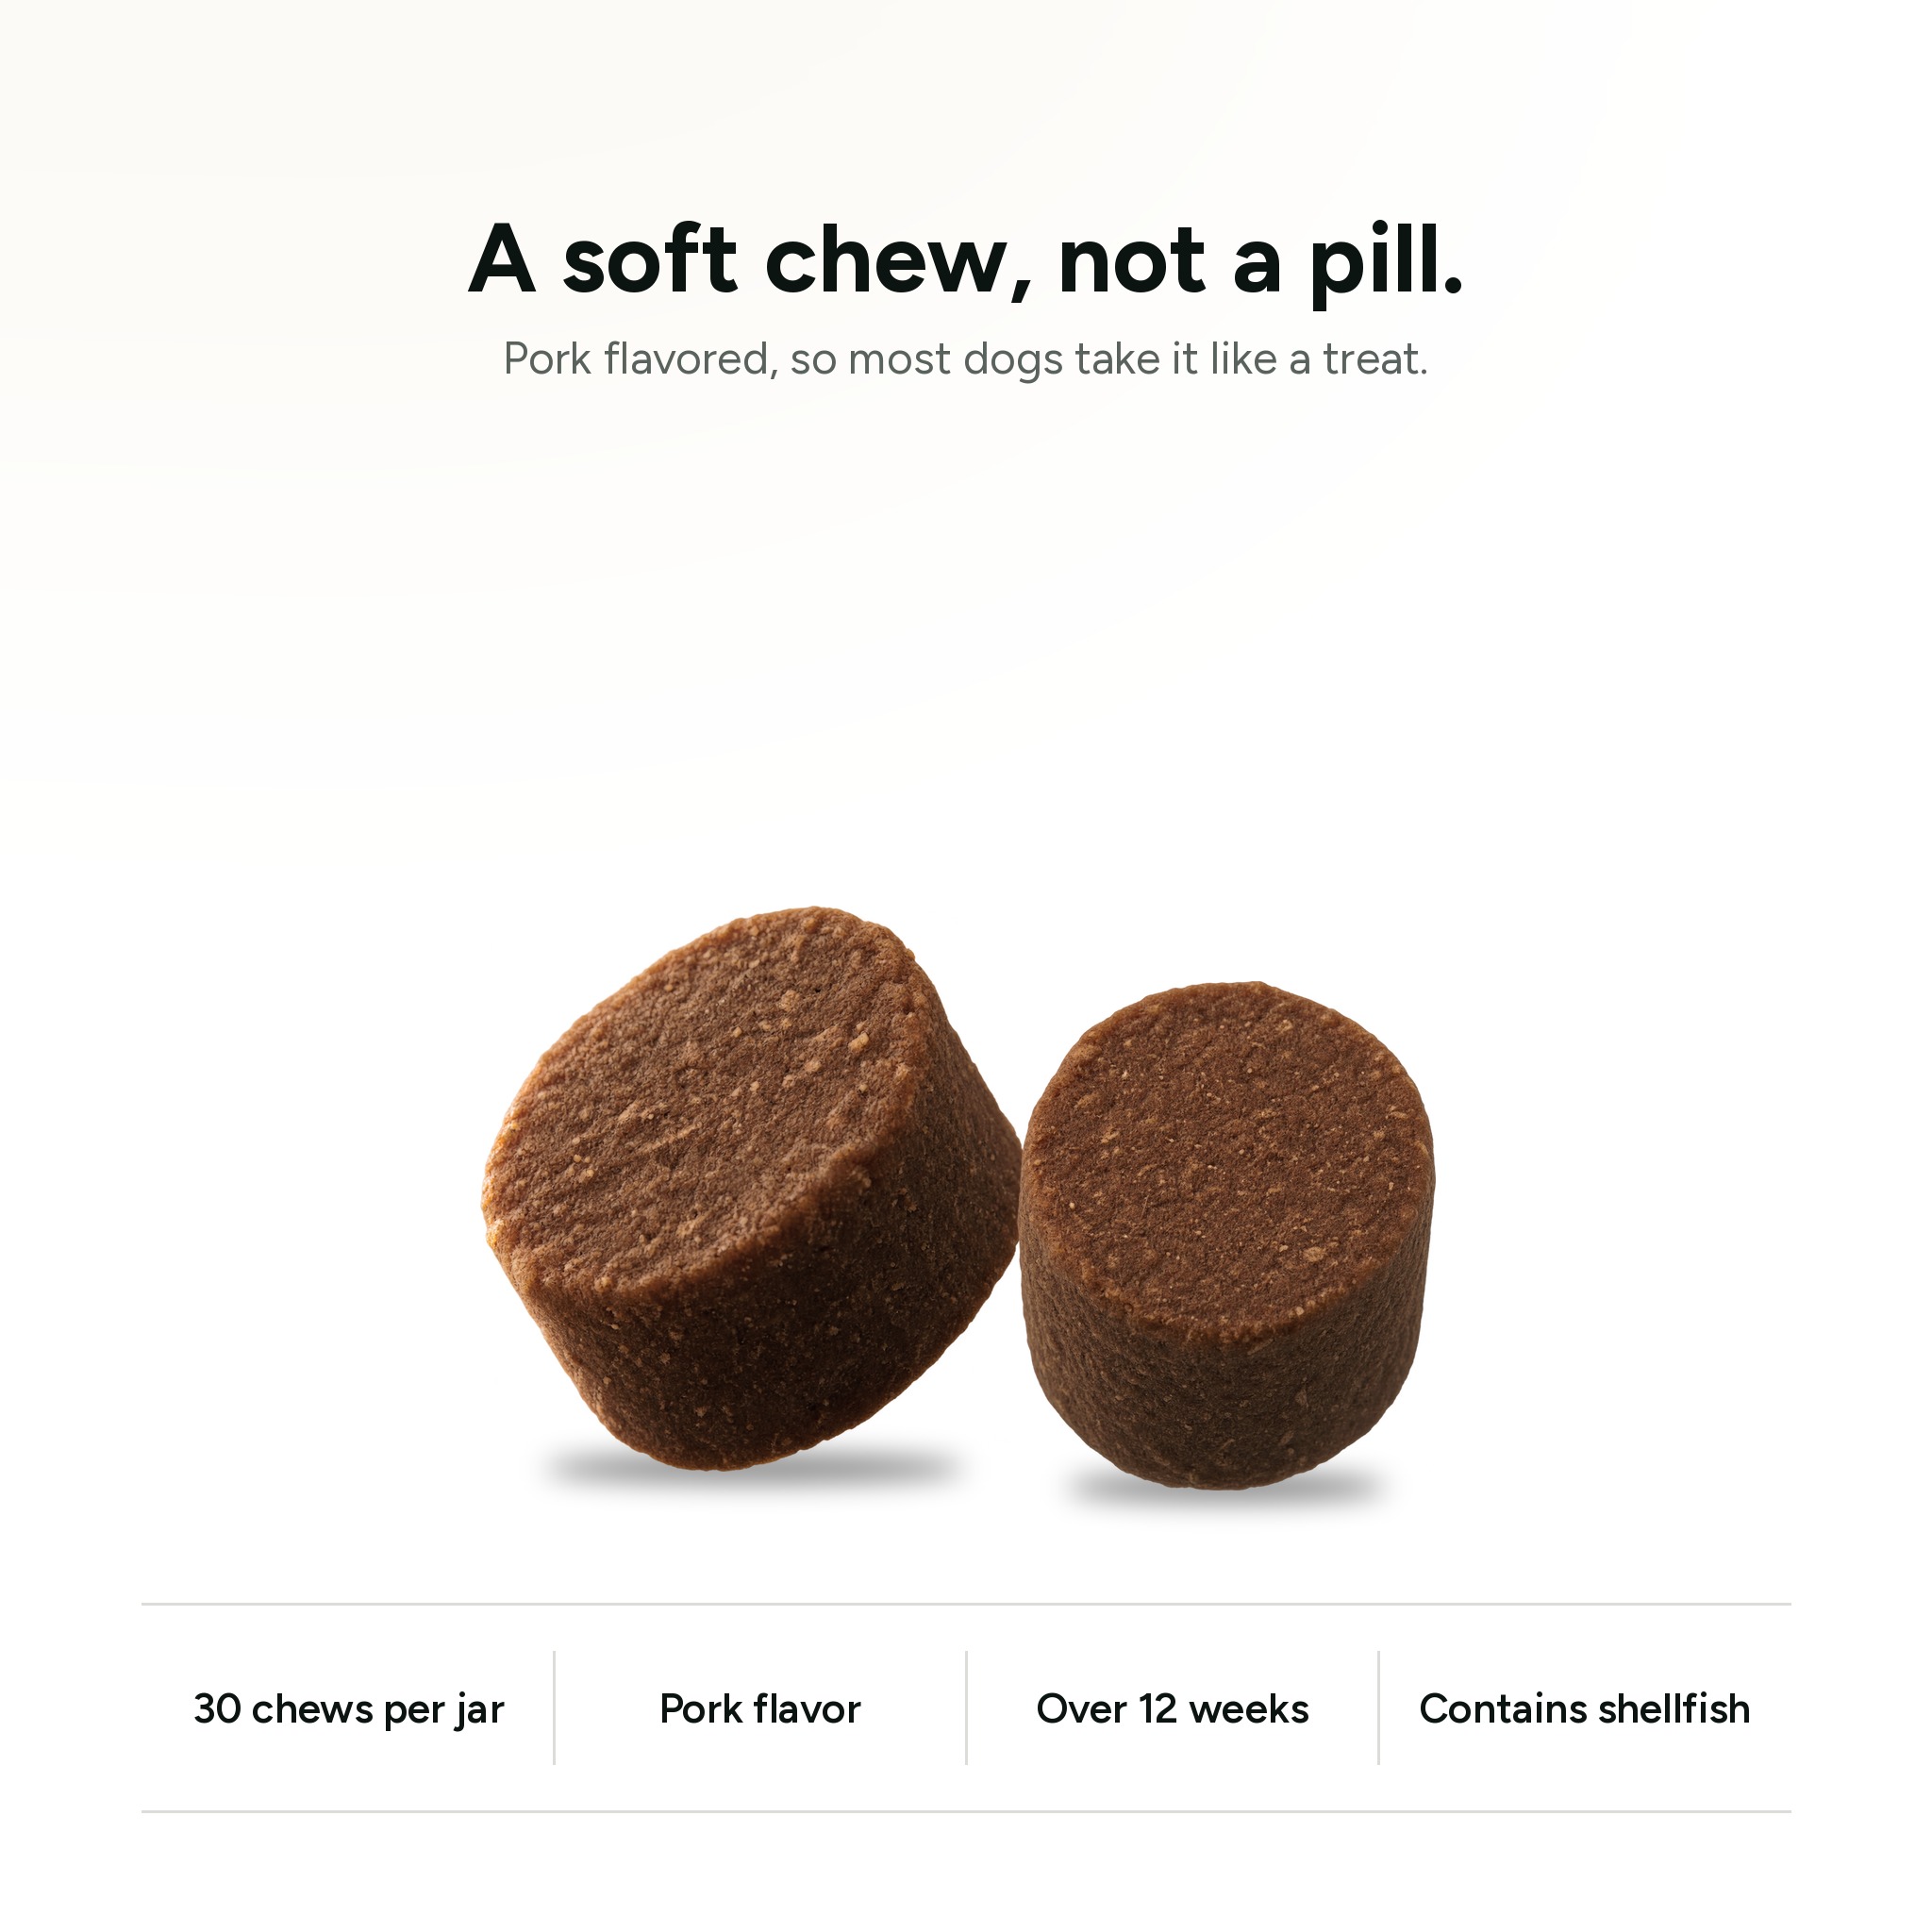 A soft chew, not a pill.
Pork flavored, so most dogs take it like a treat.
30 chews per jar
Pork flavor
Over 12 weeks
Contains shellfish